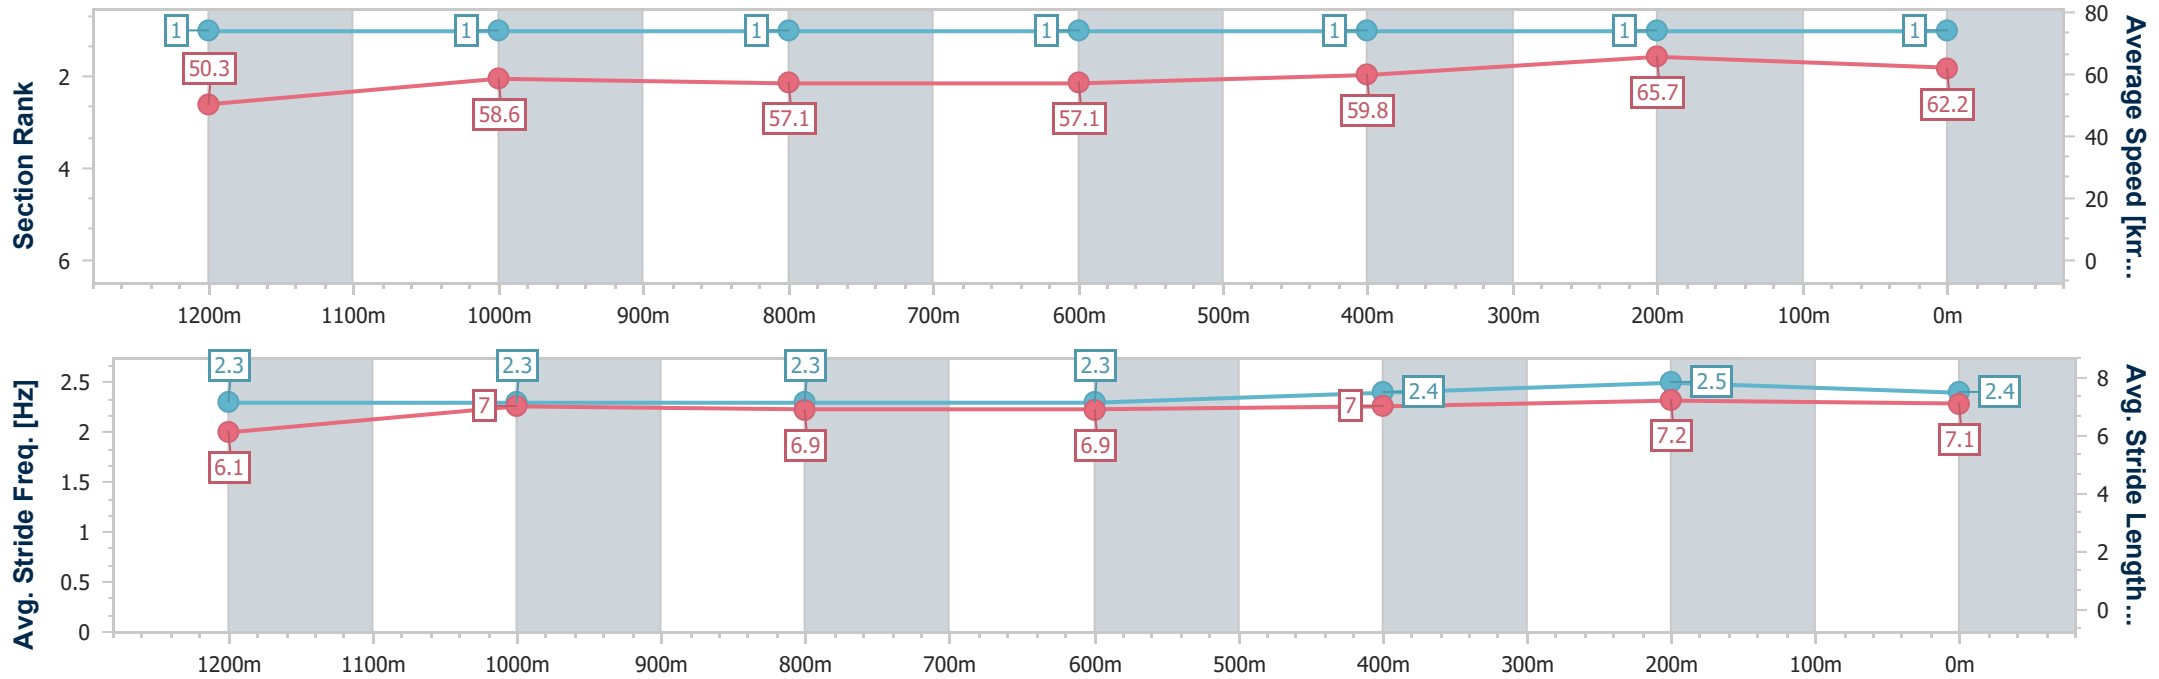 Section Rank
2
4
6
1
1
1
1
1
1
1
50.3
58.6
57.1
57.1
59.8
65.7
62.2
80
60
40
20
0
Average Speed [km...
1200m
1100m
1000m
900m
800m
700m
600m
500m
400m
300m
200m
100m
0m
Avg. Stride Freq. [Hz]
2.5
2
1.5
1
0.5
0
2.3
2.3
2.3
2.3
2.4
2.5
2.4
6.1
7
6.9
6.9
7
7.2
7.1
8
6
4
2
0
Avg. Stride Length...
1200m
1100m
1000m
900m
800m
700m
600m
500m
400m
300m
200m
100m
0m